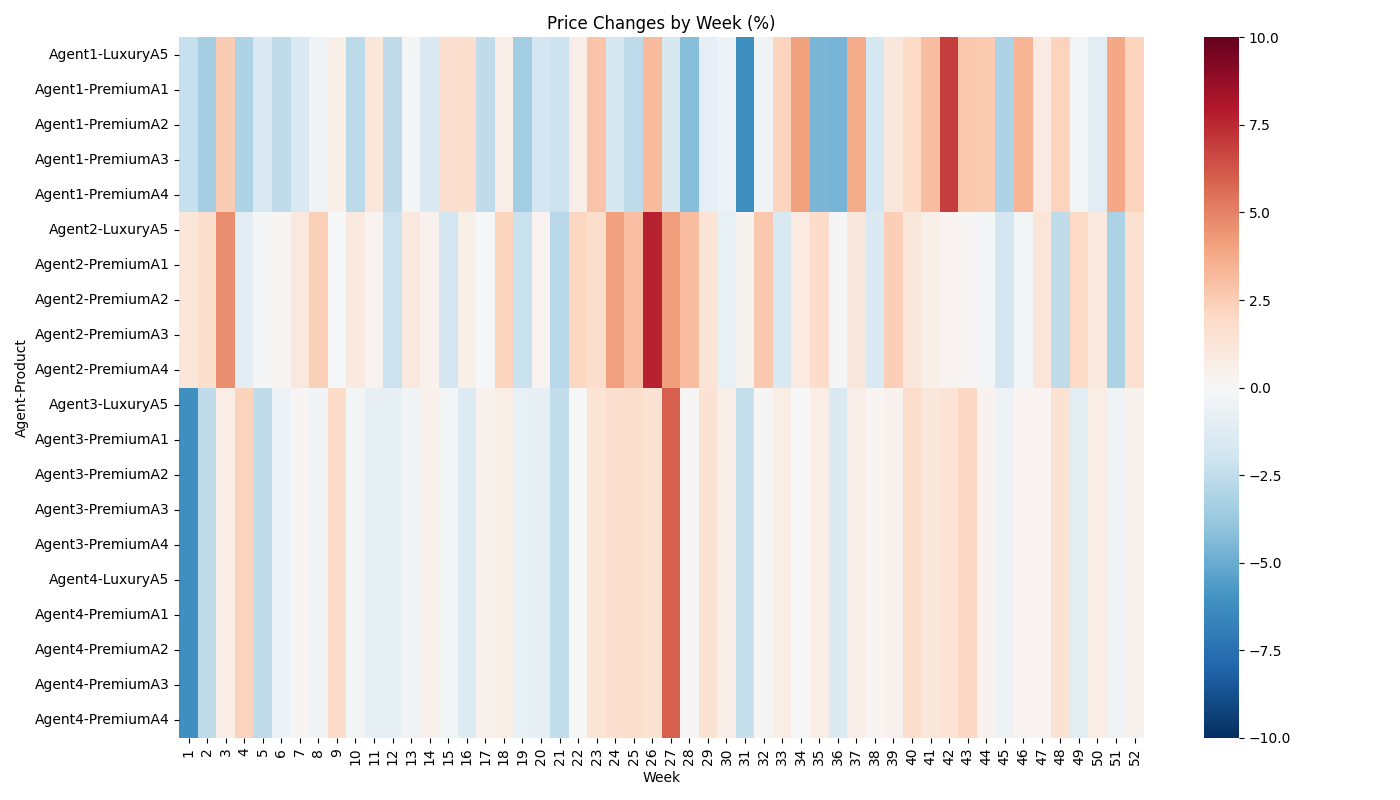 Price Changes by Week (%)
Agent1-LuxuryA5
Agent1-PremiumA1
Agent1-PremiumA2
Agent1-PremiumA3
Agent1-PremiumA4
Agent2-LuxuryA5
Agent2-PremiumA1
Agent2-PremiumA2
Agent2-PremiumA3
Agent2-PremiumA4
Agent3-LuxuryA5
Agent3-PremiumA1
Agent3-PremiumA2
Agent3-PremiumA3
Agent3-PremiumA4
Agent4-LuxuryA5
Agent4-PremiumA1
Agent4-PremiumA2
Agent4-PremiumA3
Agent4-PremiumA4
Agent-Product
1 2 3 4 5 6 7 8 9 10 11 12 13 14 15 16 17 18 19 20 21 22 23 24 25 26 27 28 29 30 31 32 33 34 35 36 37 38 39 40 41 42 43 44 45 46 47 48 49 50 51 52
Week
10.0
7.5
5.0
2.5
0.0
−2.5
−5.0
−7.5
−10.0